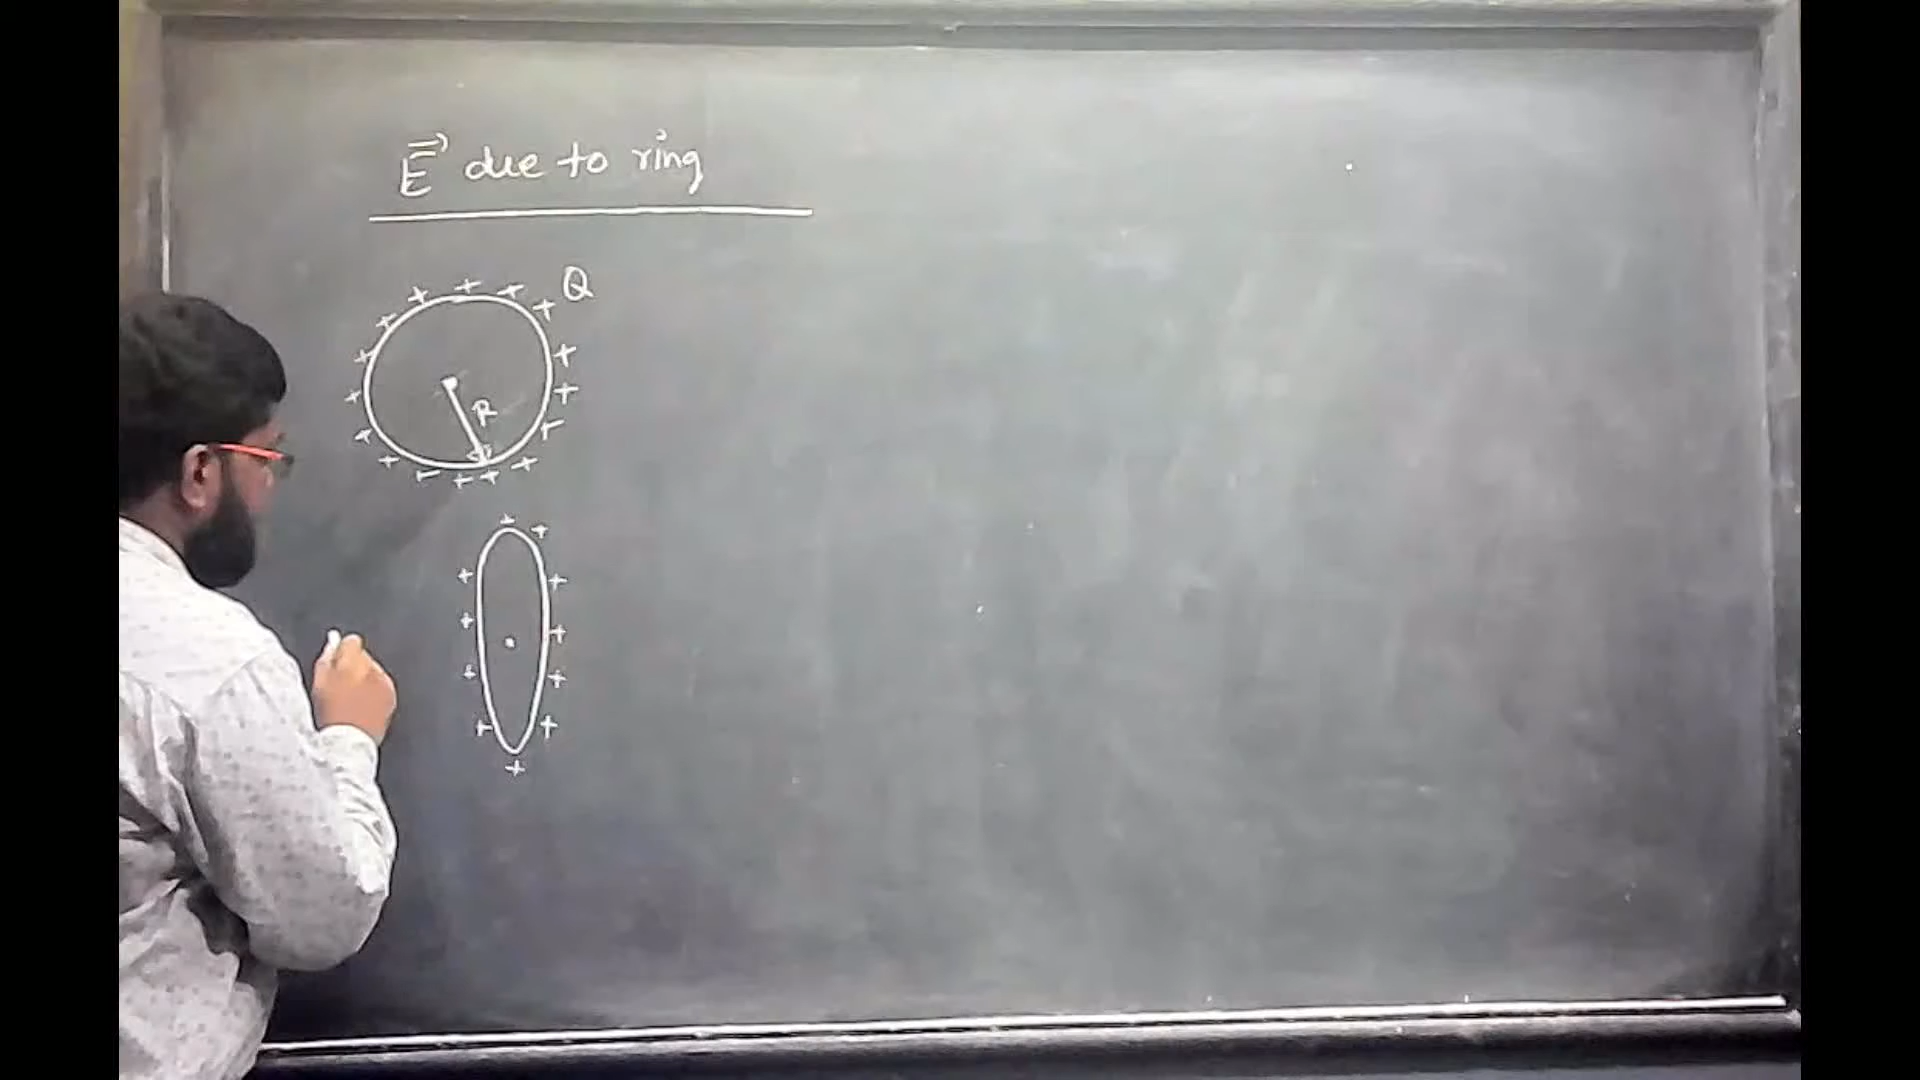 E⃗ due to ring
Q
R